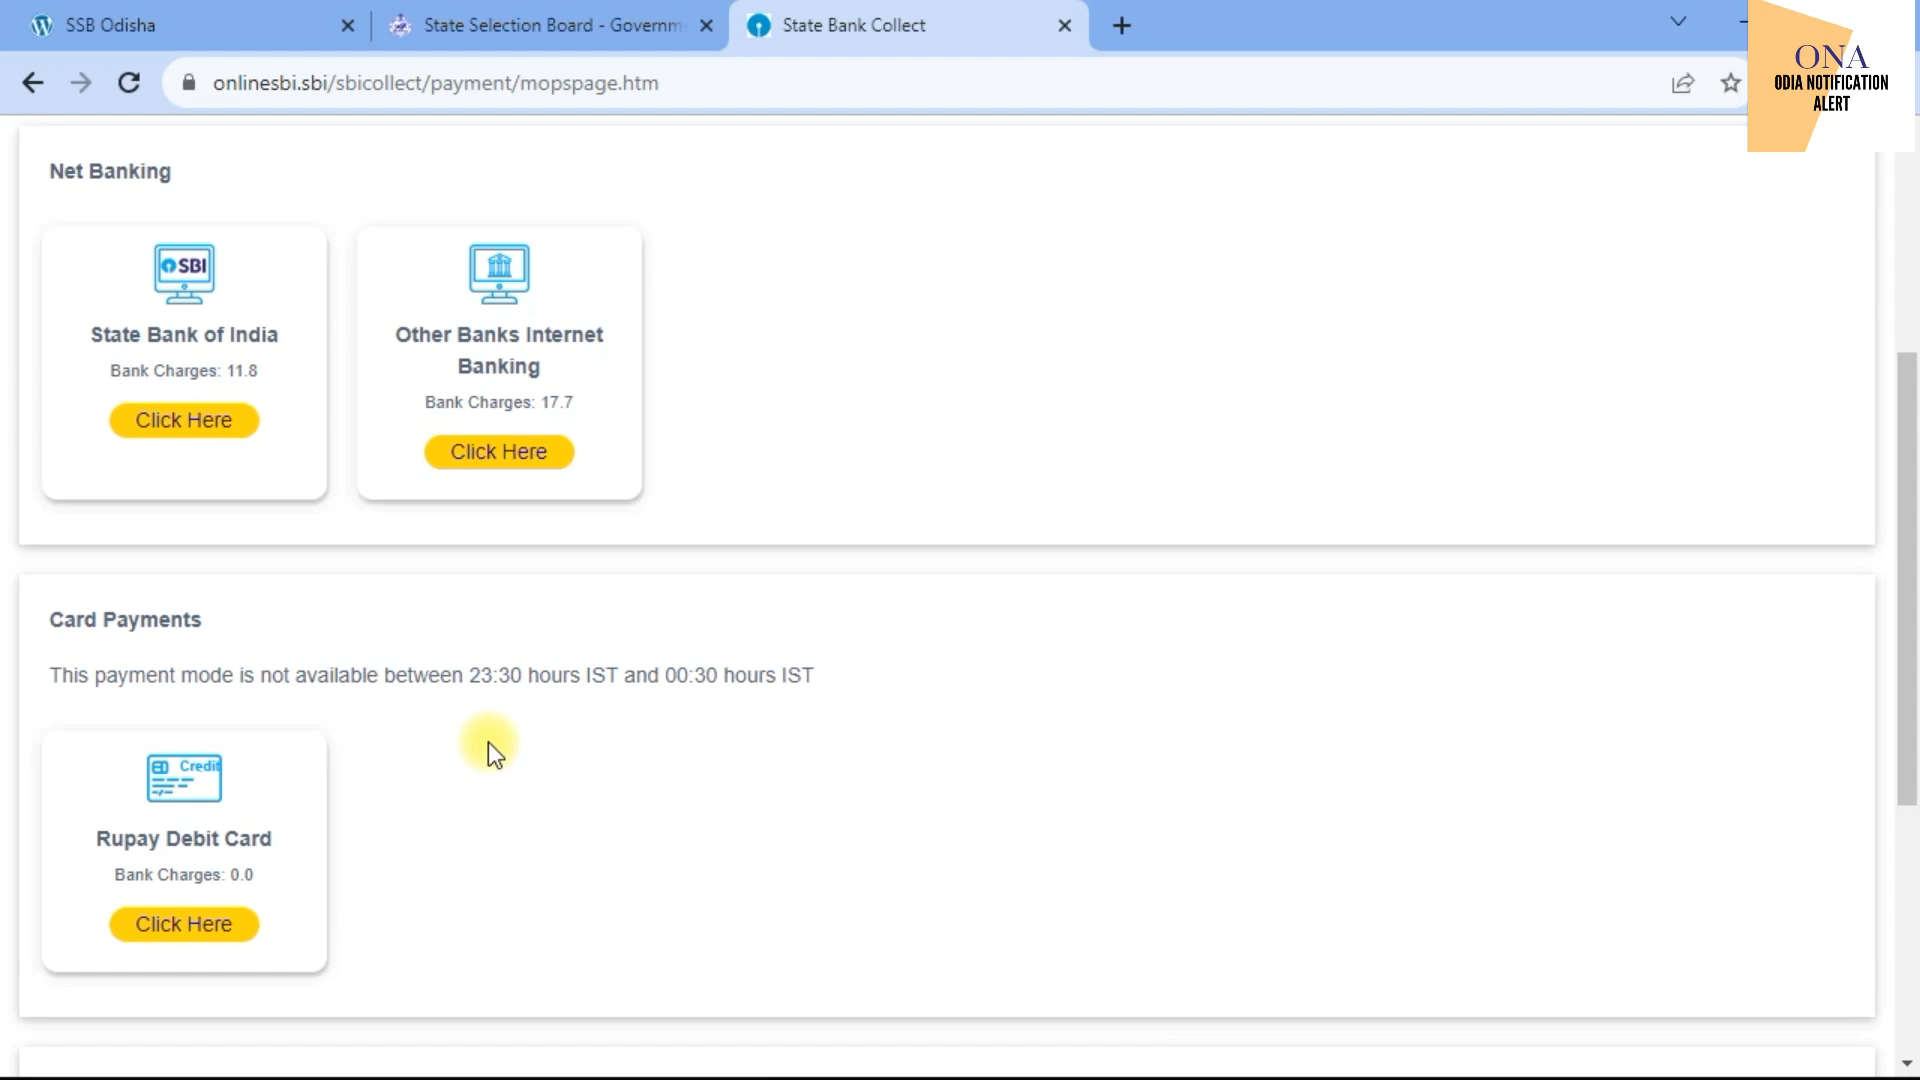 SSB Odisha
State Selection Board - Governm
State Bank Collect
onlinesbi.sbi/sbicollect/payment/mopspage.htm
ONA
ODIA NOTIFICATION
ALERT
Net Banking
SBI
State Bank of India
Bank Charges: 11.8
Click Here
Other Banks Internet
Banking
Bank Charges: 17.7
Click Here
Card Payments
This payment mode is not available between 23:30 hours IST and 00:30 hours IST
Credit
Rupay Debit Card
Bank Charges: 0.0
Click Here